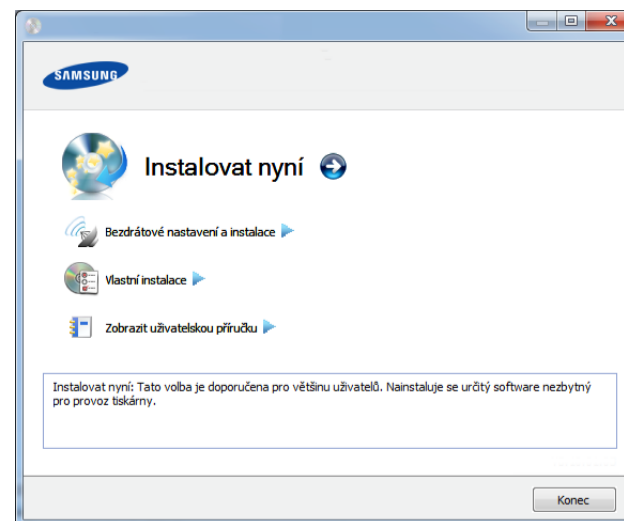 SAMSUNG
Instalovat nyní
Bezdrátové nastavení a instalace
Vlastní instalace
Zobrazit uživatelskou příručku
Instalovat nyní: Tato volba je doporučena pro většinu uživatelů. Nainstaluje se určitý software nezbytný
pro provoz tiskárny.
Konec